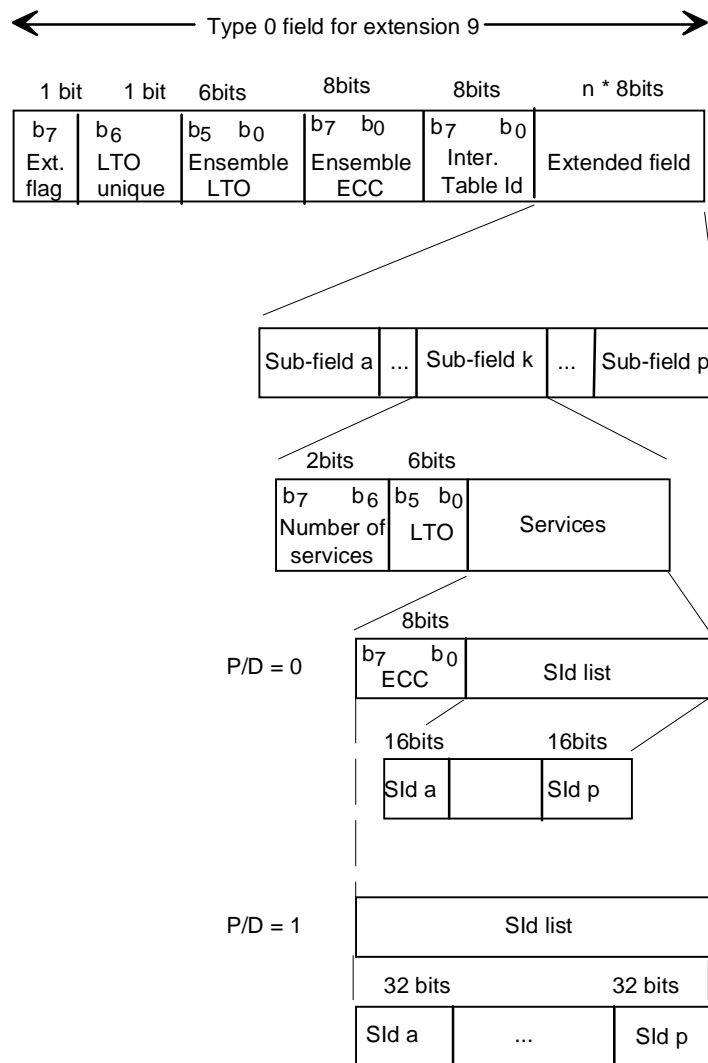 Type 0 field for extension 9
1 bit 1 bit 6bits 8bits 8bits n * 8bits
b7 b6 b5 b0 b7 b0 b7 b0
Ext. flag
LTO unique
Ensemble LTO
Ensemble ECC
Inter. Table Id
Extended field
Sub-field a ... Sub-field k ... Sub-field p
2bits 6bits
b7 b6 b5 b0
Number of services
LTO
Services
8bits
P/D = 0
b7 b0
ECC
SId list
16bits 16bits
SId a SId p
P/D = 1 SId list
32 bits 32 bits
SId a ... SId p